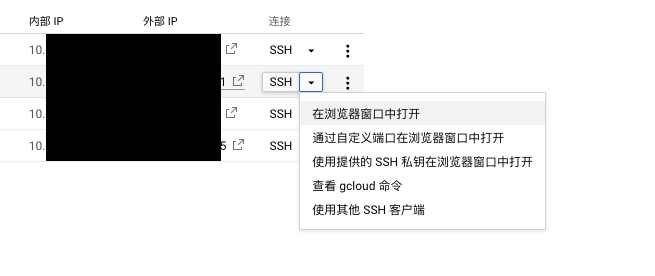 内部 IP 外部 IP 连接
10. SSH
10. 1 SSH
在浏览器窗口中打开
10. SSH
通过自定义端口在浏览器窗口中打开
10. 5 SSH
使用提供的 SSH 私钥在浏览器窗口中打开
查看 gcloud 命令
使用其他 SSH 客户端